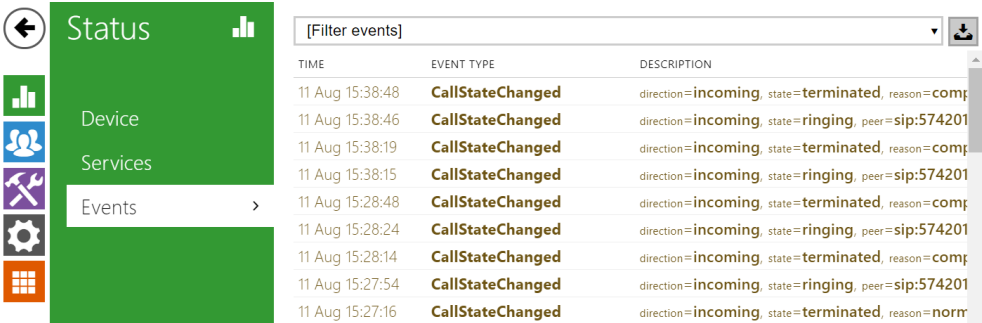 Status
Device
Services
Events
[Filter events]
TIME EVENT TYPE DESCRIPTION
11 Aug 15:38:48 CallStateChanged direction=incoming, state=terminated, reason=comp
11 Aug 15:38:46 CallStateChanged direction=incoming, state=ringing, peer=sip:574201
11 Aug 15:38:19 CallStateChanged direction=incoming, state=terminated, reason=comp
11 Aug 15:38:15 CallStateChanged direction=incoming, state=ringing, peer=sip:574201
11 Aug 15:28:48 CallStateChanged direction=incoming, state=terminated, reason=comp
11 Aug 15:28:24 CallStateChanged direction=incoming, state=ringing, peer=sip:574201
11 Aug 15:28:14 CallStateChanged direction=incoming, state=terminated, reason=comp
11 Aug 15:27:54 CallStateChanged direction=incoming, state=ringing, peer=sip:574201
11 Aug 15:27:16 CallStateChanged direction=incoming, state=terminated, reason=norm